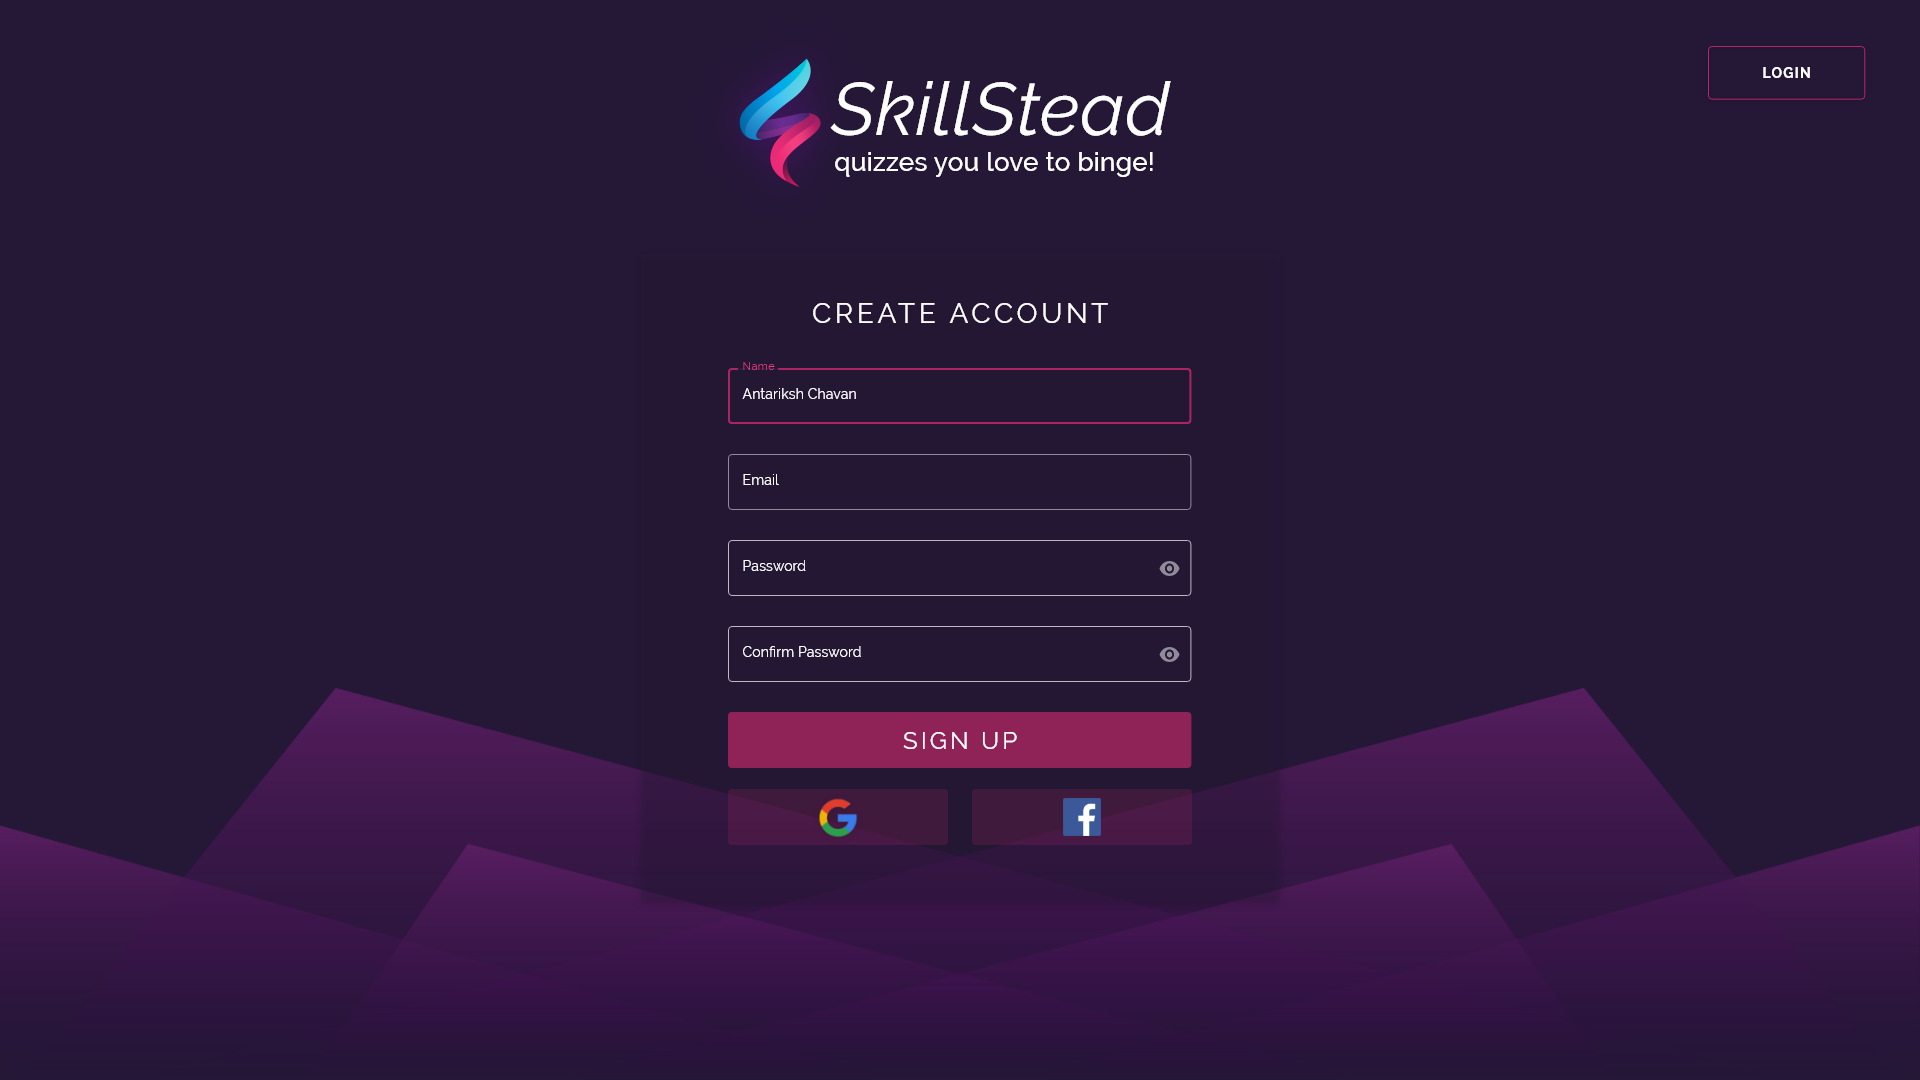 SkillStead
quizzes you love to binge!
LOGIN
CREATE ACCOUNT
Name
Antariksh Chavan
Email
Password
Confirm Password
SIGN UP